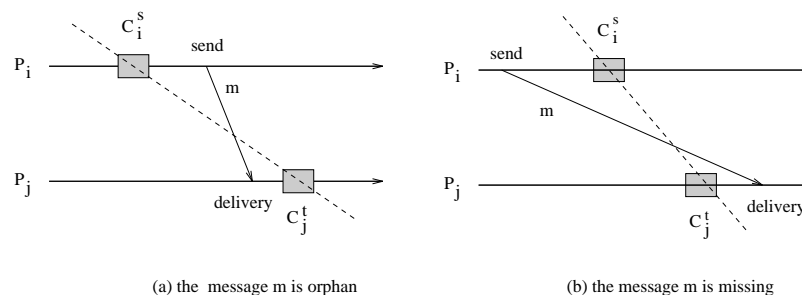 C_i^s
send
P_i
m
P_j
delivery
C_j^t
(a) the message m is orphan
C_i^s
send
P_i
m
P_j
delivery
C_j^t
(b) the message m is missing